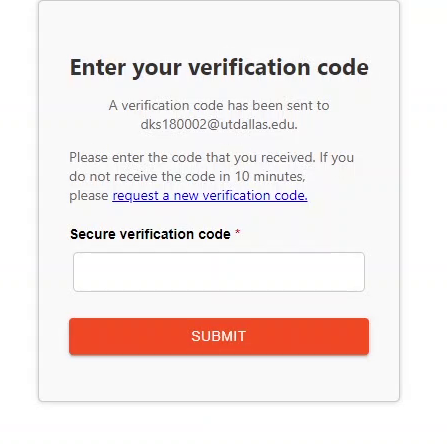 Enter your verification code
A verification code has been sent to
dks180002@utdallas.edu.
Please enter the code that you received. If you
do not receive the code in 10 minutes,
please request a new verification code.
Secure verification code *
SUBMIT